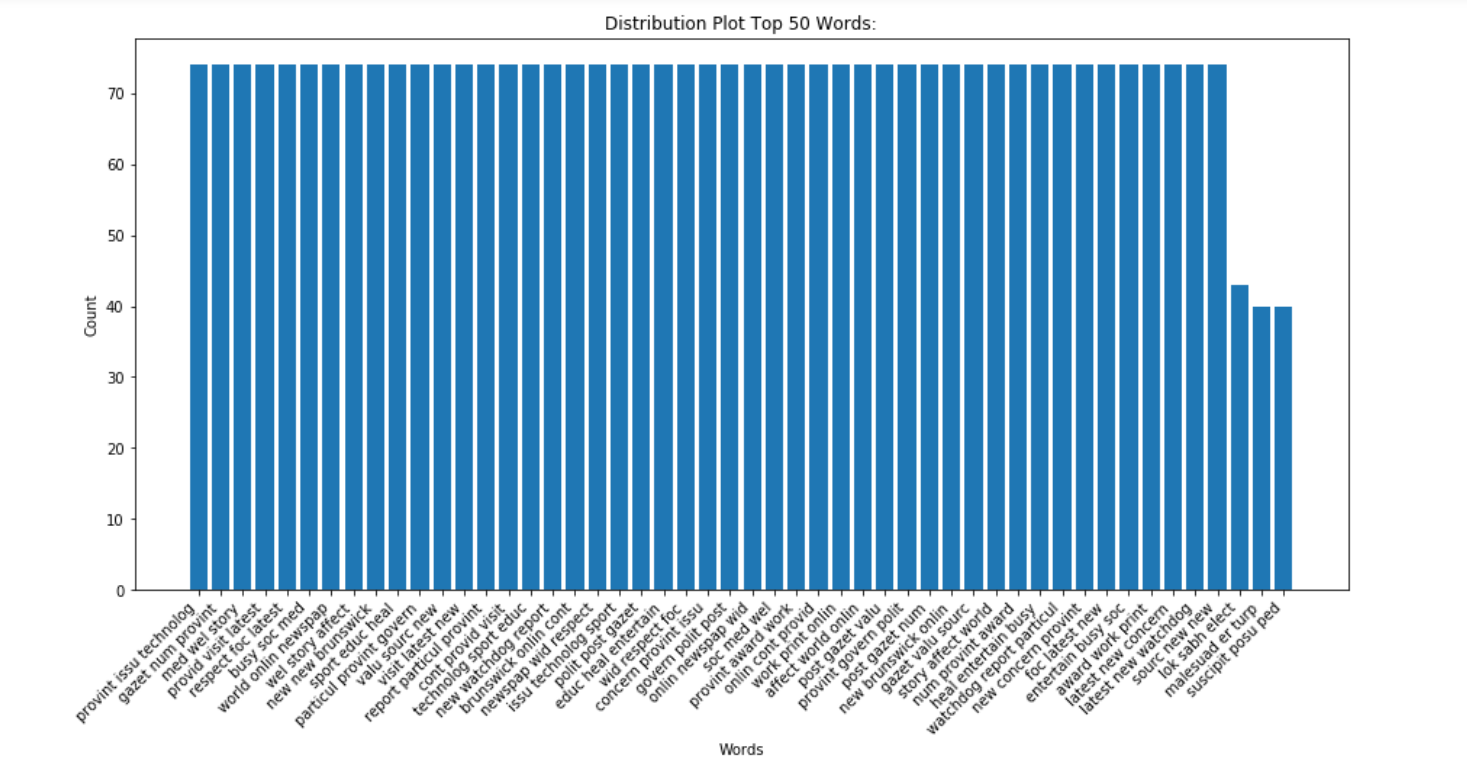 Distribution Plot Top 50 Words:
Count
70
60
50
40
30
20
10
0
provint issu technolog
gazet num provint
med wel story
provid visit latest
respect foc latest
busy soc med
world onlin newspap
wel story affect
new new brunswick
sport educ heal
particul provint govern
valu sourc new
visit latest new
report particul provint
cont provid visit
technolog sport educ
new watchdog report
brunswick onlin cont
newspap wid respect
issu technolog sport
polit post gazet
educ heal entertain
wid respect foc
concern provint issu
govern polit post
onlin newspap wid
soc med wel
provint award work
onlin cont provid
work print onlin
affect world onlin
post gazet valu
provint govern polit
post gazet num
new brunswick onlin
gazet valu sourc
story affect world
num provint award
heal entertain busy
watchdog report particul
new concern provint
foc latest new
entertain busy soc
award work print
latest new concern
latest new watchdog
sourc new new
lok sabh elect
malesuad er turp
suscipit posu ped
Words